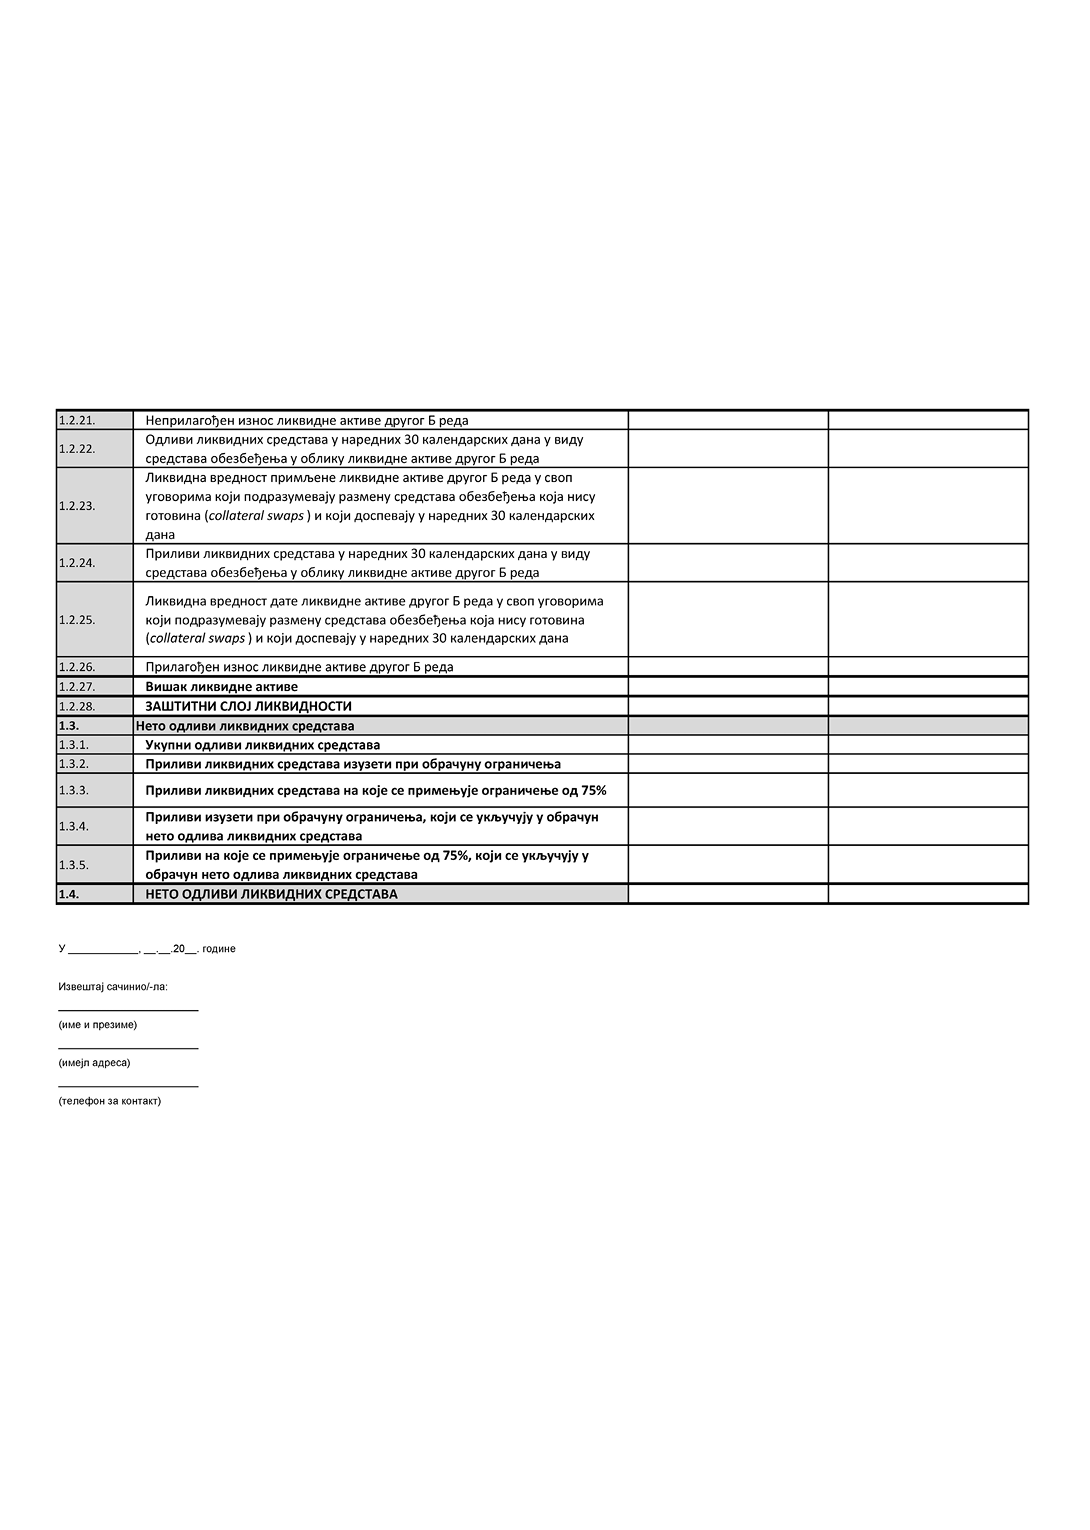 1.2.21. Неприлагођен износ ликвидне активе другог Б реда
1.2.22. Одливи ликвидних средстава у наредних 30 календарских дана у виду
средстава обезбеђења у облику ликвидне активе другог Б реда
1.2.23. Ликвидна вредност примљене ликвидне активе другог Б реда у своп
уговорима који подразумевају размену средстава обезбеђења која нису
готовина (collateral swaps ) и који доспевају у наредних 30 календарских
дана
1.2.24. Приливи ликвидних средстава у наредних 30 календарских дана у виду
средстава обезбеђења у облику ликвидне активе другог Б реда
1.2.25. Ликвидна вредност дате ликвидне активе другог Б реда у своп уговорима
који подразумевају размену средстава обезбеђења која нису готовина
(collateral swaps ) и који доспевају у наредних 30 календарских дана
1.2.26. Прилагођен износ ликвидне активе другог Б реда
1.2.27. Вишак ликвидне активе
1.2.28. ЗАШТИТНИ СЛОЈ ЛИКВИДНОСТИ
1.3. Нето одливи ликвидних средстава
1.3.1. Укупни одливи ликвидних средстава
1.3.2. Приливи ликвидних средстава изузети при обрачуну ограничења
1.3.3. Приливи ликвидних средстава на које се примењује ограничење од 75%
1.3.4. Приливи изузети при обрачуну ограничења, који се укључују у обрачун
нето одлива ликвидних средстава
1.3.5. Приливи на које се примењује ограничење од 75%, који се укључују у
обрачун нето одлива ликвидних средстава
1.4. НЕТО ОДЛИВИ ЛИКВИДНИХ СРЕДСТАВА
У ____________, __.__.20__. године
Извештај сачинио/-ла:
(име и презиме)
(имејл адреса)
(телефон за контакт)